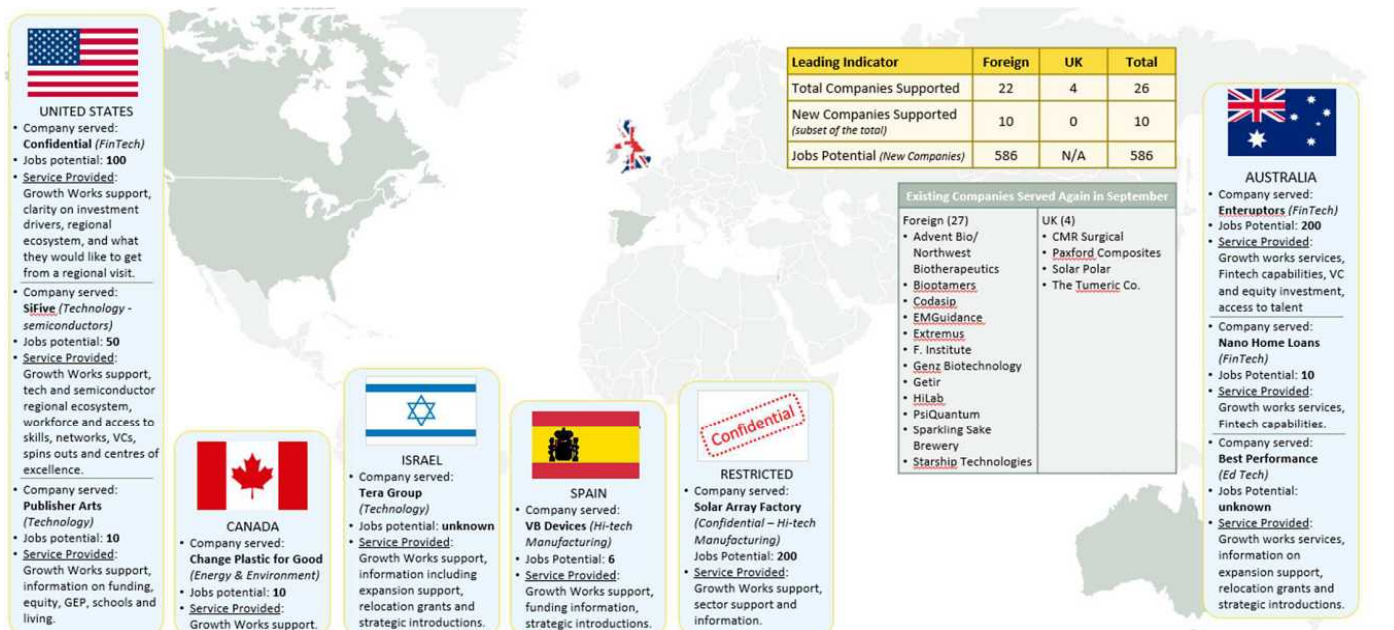 UNITED STATES
• Company served:
Confidential (FinTech)
• Jobs potential: 100
• Service Provided:
Growth Works support,
clarity on investment
drivers, regional
ecosystem, and what
they would like to get
from a regional visit.
• Company served:
SiFive (Technology -
semiconductors)
• Jobs potential: 50
• Service Provided:
Growth Works support,
tech and semiconductor
regional ecosystem,
workforce and access to
skills, networks, VCs,
spins outs and centres of
excellence.
• Company served:
Publisher Arts
(Technology)
• Jobs potential: 10
• Service Provided:
Growth Works support,
information on funding,
equity, GEP, schools and
living.
CANADA
• Company served:
Change Plastic for Good
(Energy & Environment)
• Jobs potential: 10
• Service Provided:
Growth Works support.
ISRAEL
• Company served:
Tera Group
(Technology)
• Jobs potential: unknown
• Service Provided:
Growth Works support,
information including
expansion support,
relocation grants and
strategic introductions.
SPAIN
• Company served:
VB Devices (Hi-tech
Manufacturing)
• Jobs Potential: 6
• Service Provided:
Growth Works support,
funding information,
strategic introductions.
Confidential
RESTRICTED
• Company served:
Solar Array Factory
(Confidential – Hi-tech
Manufacturing)
Jobs Potential: 200
• Service Provided:
Growth Works support,
sector support and
information.
Leading Indicator Foreign UK Total
Total Companies Supported 22 4 26
New Companies Supported 10 0 10
(subset of the total)
Jobs Potential (New Companies) 586 N/A 586
Existing Companies Served Again in September
Foreign (27)
• Advent Bio/
Northwest
Biotherapeutics
• Bioptamers
• Codasip
• EMGuidance
• Extremus
• F. Institute
• Genz Biotechnology
• Getir
• HiLab
• PsiQuantum
• Sparkling Sake
Brewery
• Starship Technologies
UK (4)
• CMR Surgical
• Paxford Composites
• Solar Polar
• The Tumeric Co.
AUSTRALIA
• Company served:
Enteruptors (FinTech)
• Jobs Potential: 200
• Service Provided:
Growth works services,
Fintech capabilities, VC
and equity investment,
access to talent
• Company served:
Nano Home Loans
(FinTech)
• Jobs Potential: 10
• Service Provided:
Growth works services,
Fintech capabilities.
• Company served:
Best Performance
(Ed Tech)
• Jobs Potential:
unknown
• Service Provided:
Growth works services,
information on
expansion support,
relocation grants and
strategic introductions.